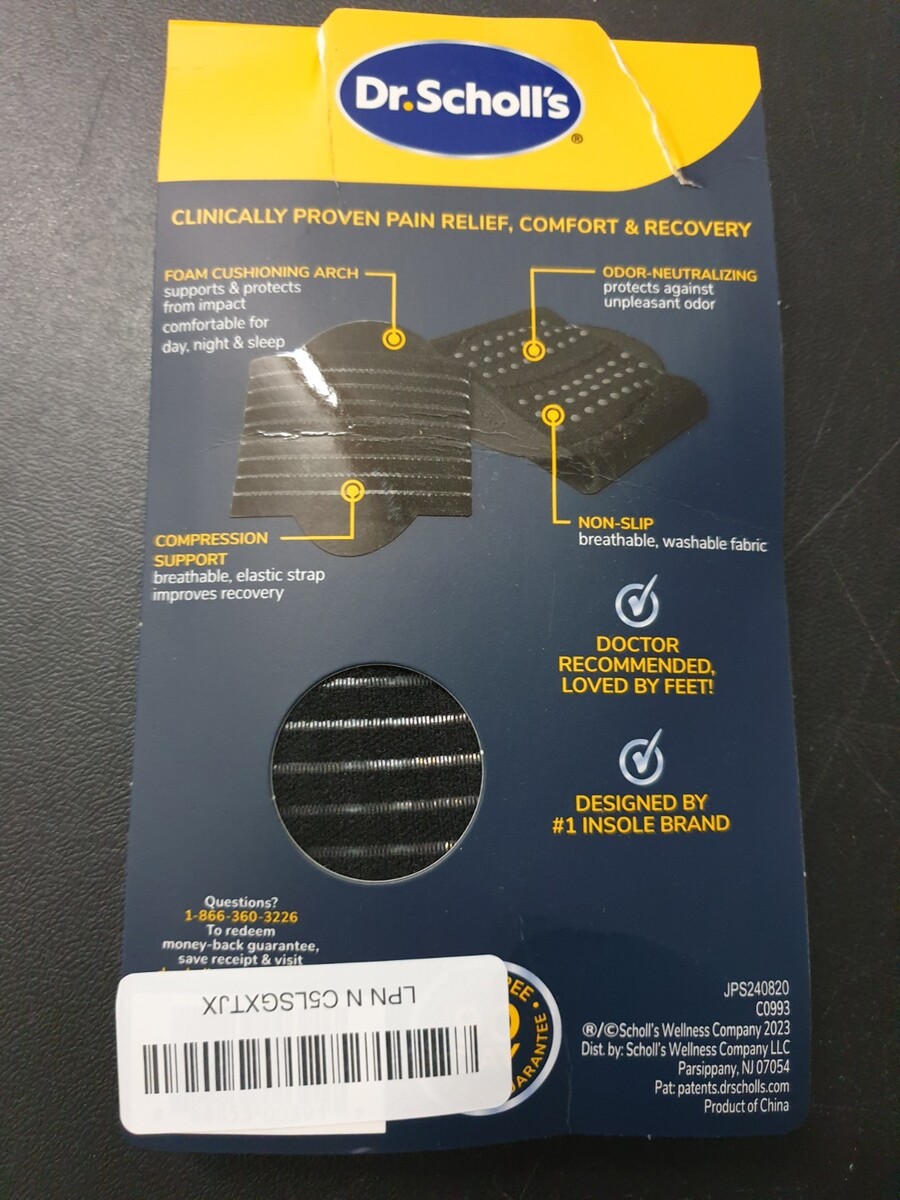 Dr.Scholl's
®
CLINICALLY PROVEN PAIN RELIEF, COMFORT & RECOVERY
FOAM CUSHIONING ARCH
supports & protects
from impact
comfortable for
day, night & sleep
ODOR-NEUTRALIZING
protects against
unpleasant odor
COMPRESSION
SUPPORT
breathable, elastic strap
improves recovery
NON-SLIP
breathable, washable fabric
DOCTOR
RECOMMENDED,
LOVED BY FEET!
DESIGNED BY
#1 INSOLE BRAND
Questions?
1-866-360-3226
To redeem
money-back guarantee,
save receipt & visit
LPN N C5LSGXTJX
JPS240820
C0993
®/©Scholl's Wellness Company 2023
Dist. by: Scholl's Wellness Company LLC
Parsippany, NJ 07054
Pat: patents.drscholls.com
Product of China